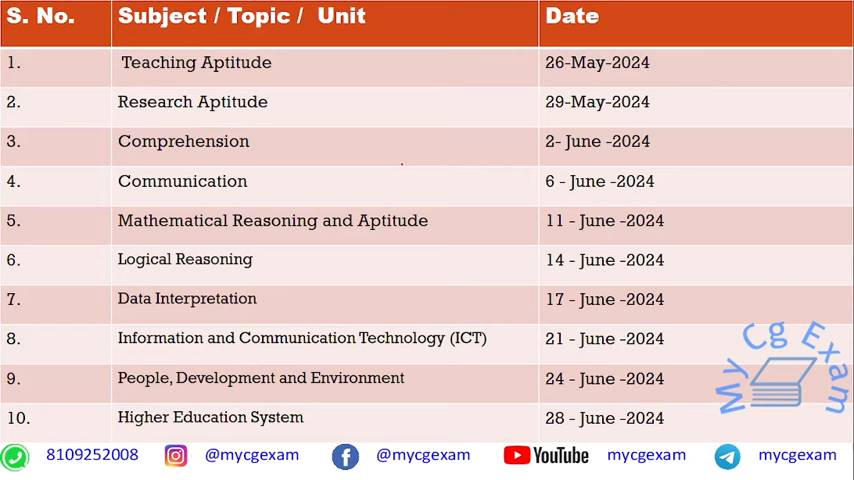 S. No. Subject / Topic / Unit Date
1. Teaching Aptitude 26-May-2024
2. Research Aptitude 29-May-2024
3. Comprehension 2- June -2024
4. Communication 6 - June -2024
5. Mathematical Reasoning and Aptitude 11 - June -2024
6. Logical Reasoning 14 - June -2024
7. Data Interpretation 17 - June -2024
8. Information and Communication Technology (ICT) 21 - June -2024
9. People, Development and Environment 24 - June -2024
10. Higher Education System 28 - June -2024
My Cg Exam
8109252008 @mycgexam @mycgexam YouTube mycgexam mycgexam